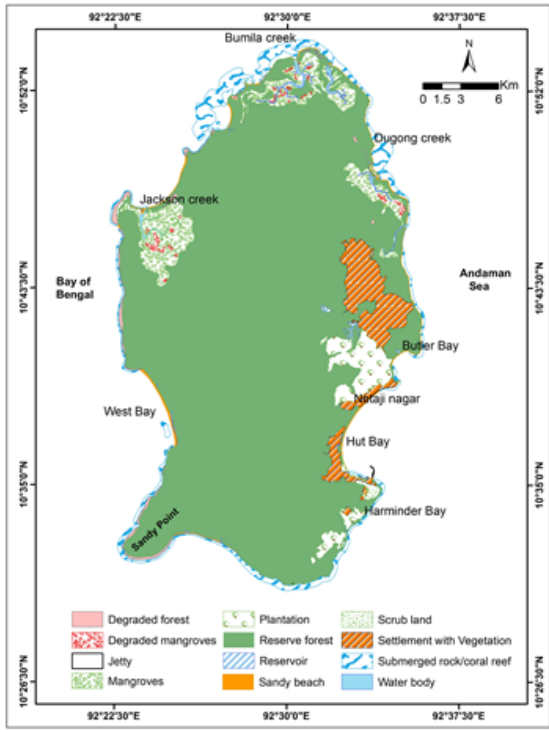 92°22'30"E 92°30'0"E 92°37'30"E
Bumila creek
N
Km
0 1.5 3 6
10°52'0"N
10°52'0"N
Ougong creek
Jackson creek
Bay of
Bengal
Andaman
Sea
10°43'30"N
10°43'0"N
Butler Bay
Netaji nagar
West Bay
Hut Bay
10°35'0"N
10°35'0"N
Harminder Bay
Sandy Point
Degraded forest
Plantation
Scrub land
Degraded mangroves
Reserve forest
Settlement with Vegetation
Jetty
Reservoir
Submerged rock/coral reef
Mangroves
Sandy beach
Water body
10°26'30"N
10°26'30"N
92°22'30"E 92°30'0"E 92°37'30"E